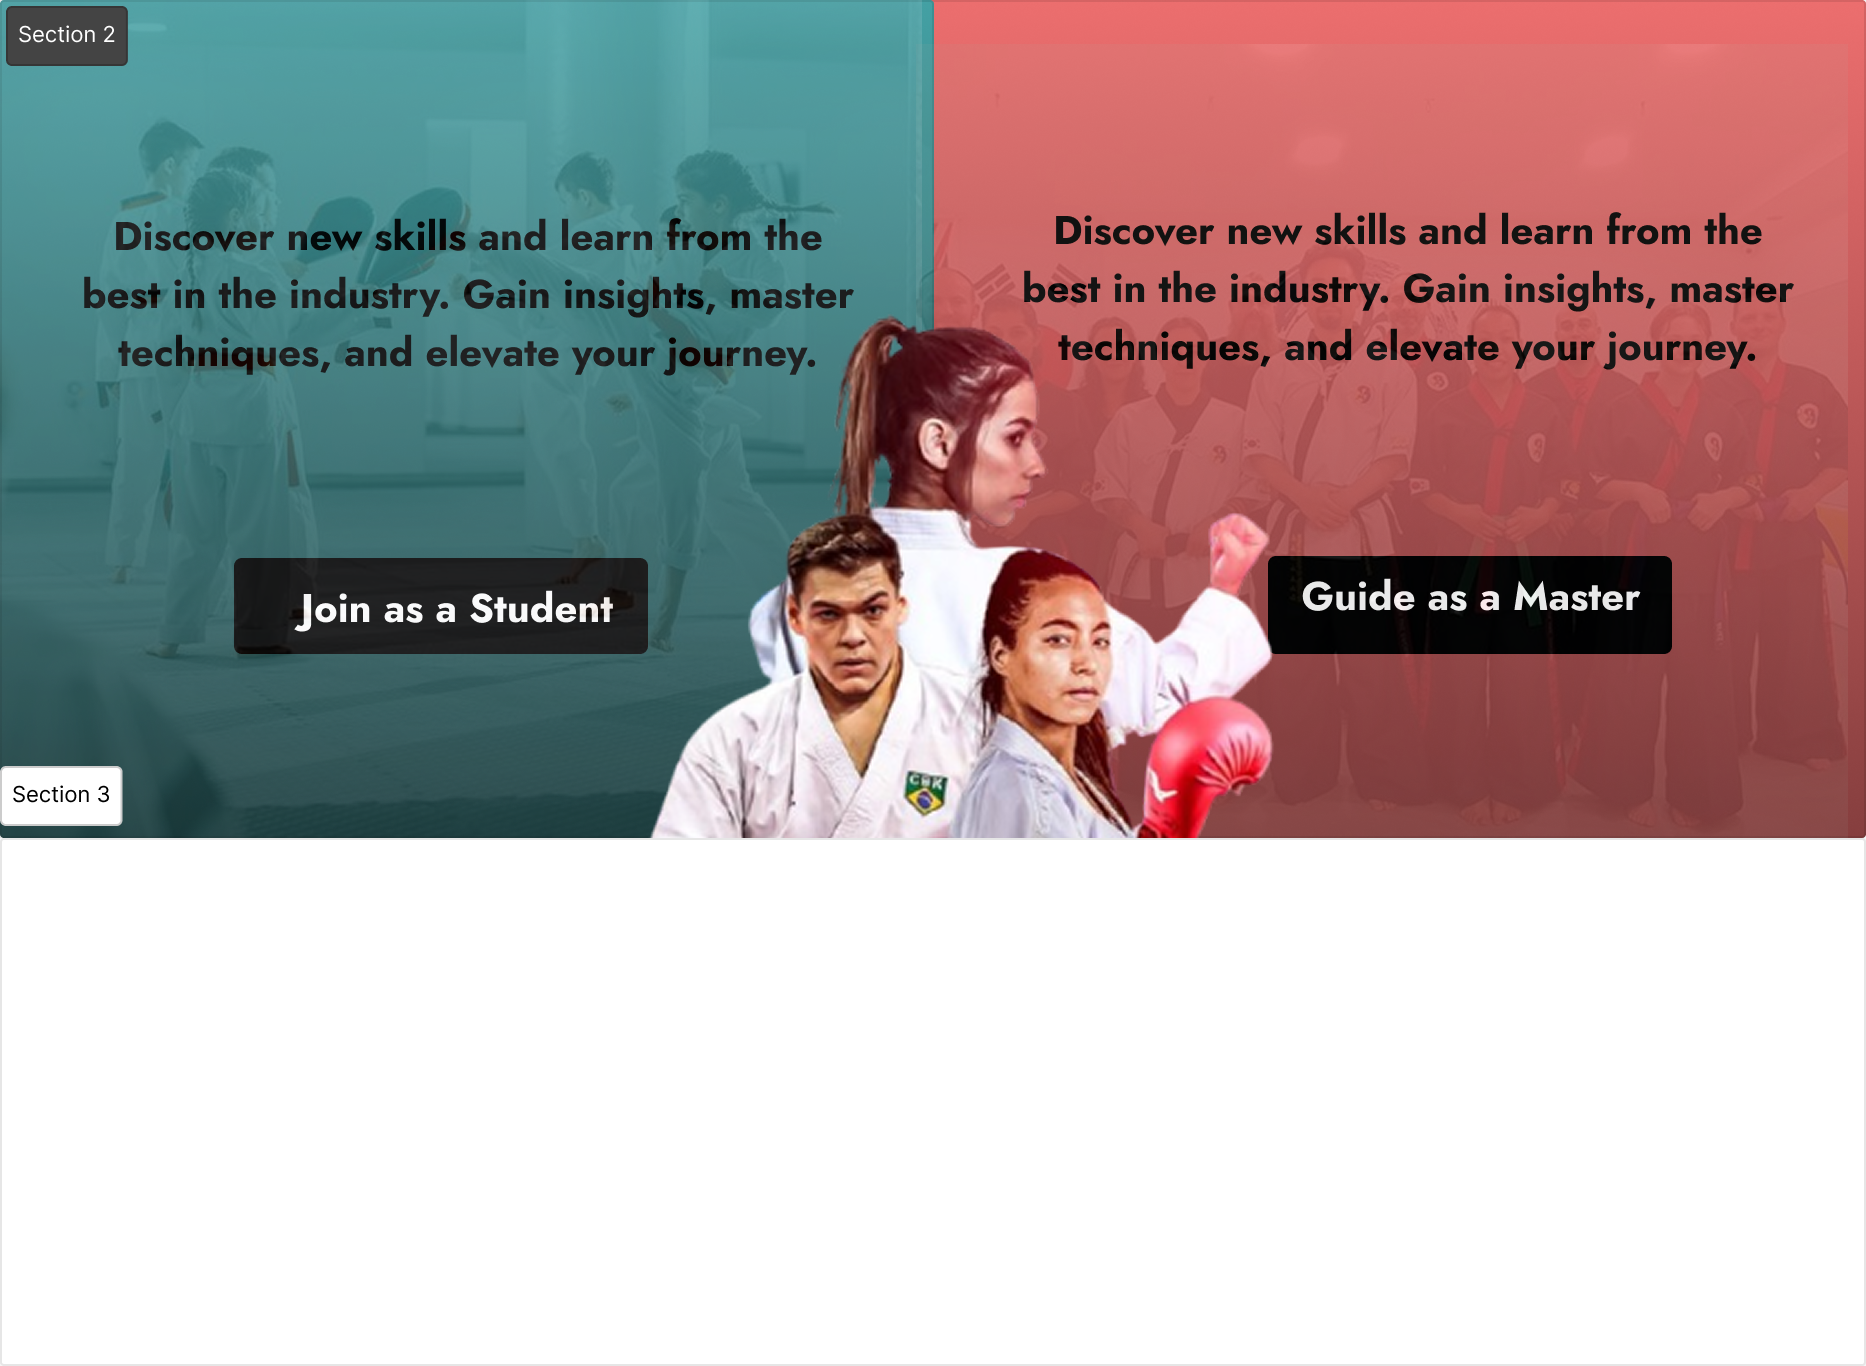 Section 2
Discover new skills and learn from the
best in the industry. Gain insights, master
techniques, and elevate your journey.
Join as a Student
Discover new skills and learn from the
best in the industry. Gain insights, master
techniques, and elevate your journey.
Guide as a Master
CBK
Section 3